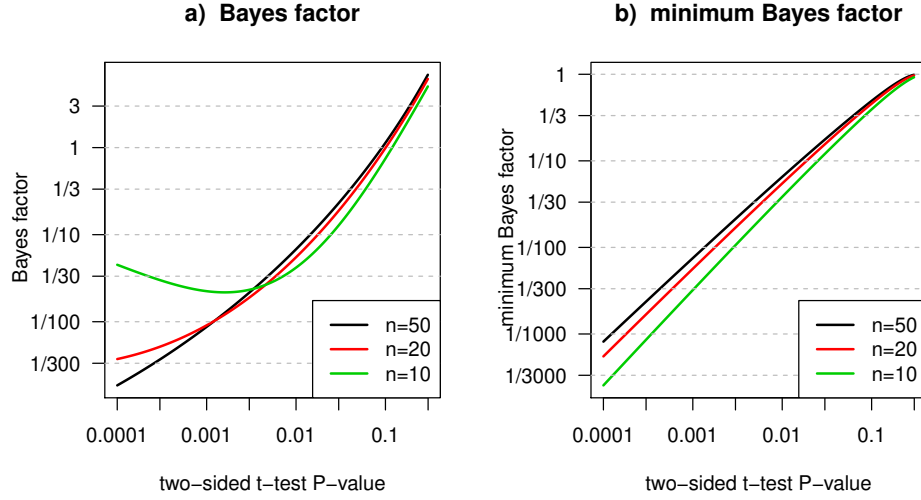 a) Bayes factor
Bayes factor
3
1
1/3
1/10
1/30
1/100
1/300
n=50
n=20
n=10
0.0001
0.001
0.01
0.1
two−sided t−test P−value
b) minimum Bayes factor
minimum Bayes factor
1
1/3
1/10
1/30
1/100
1/300
1/1000
1/3000
n=50
n=20
n=10
0.0001
0.001
0.01
0.1
two−sided t−test P−value